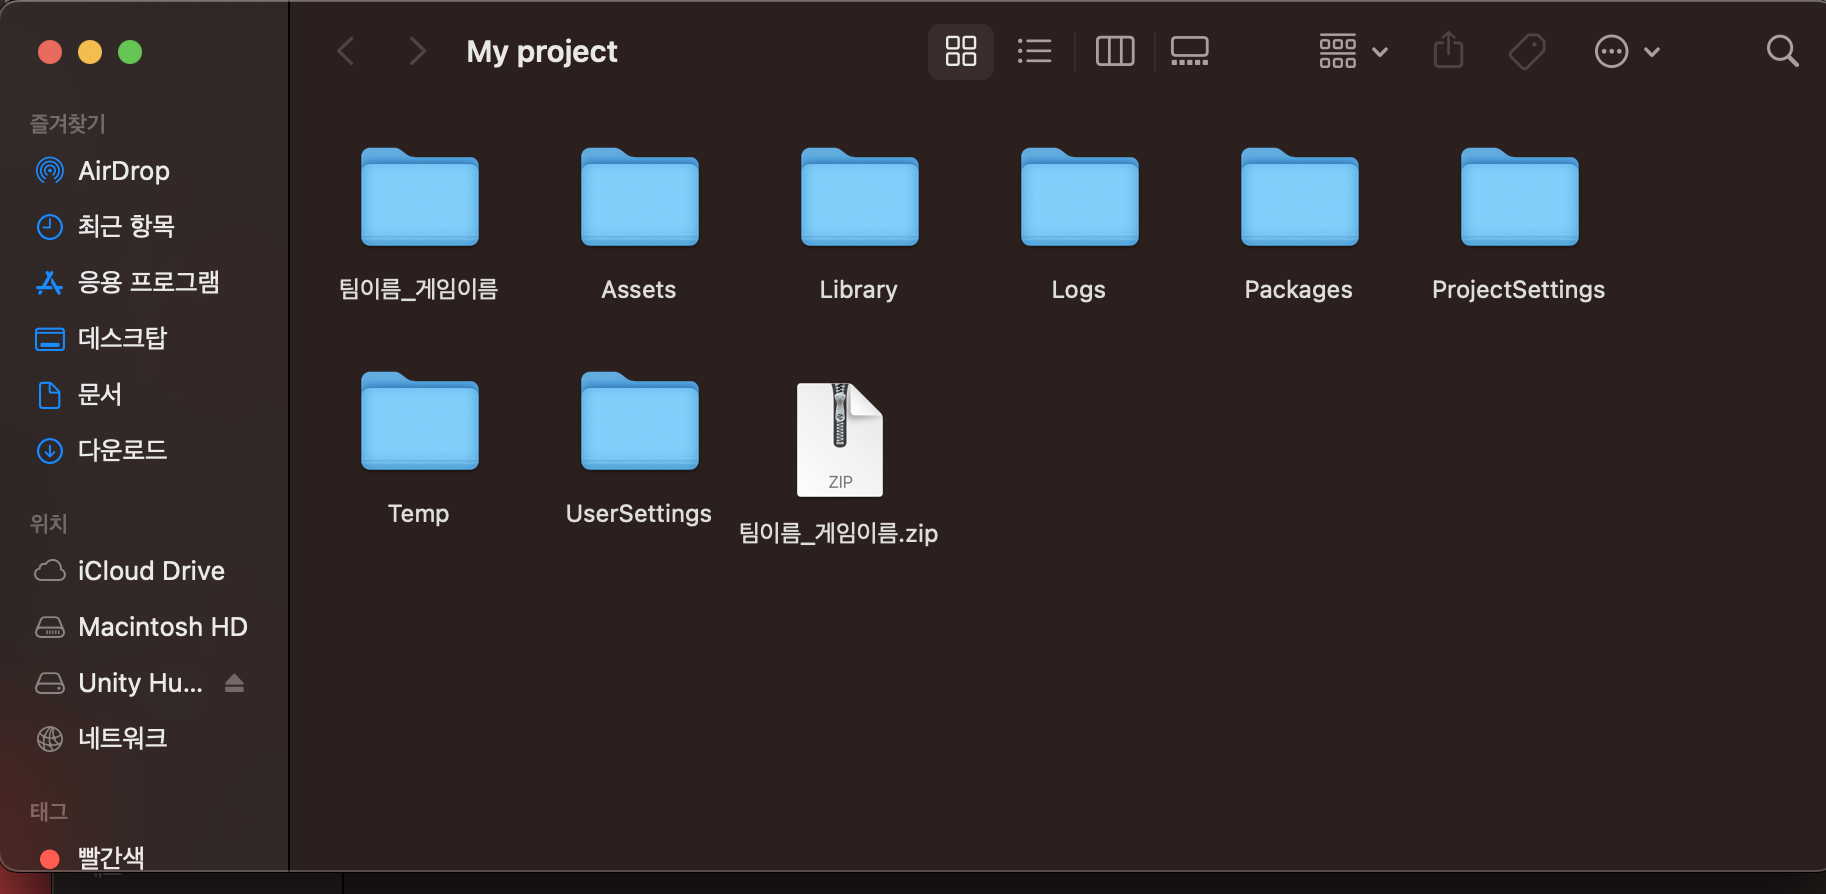 My project
즐겨찾기
AirDrop
최근 항목
응용 프로그램
데스크탑
문서
다운로드
위치
iCloud Drive
Macintosh HD
Unity Hu...
네트워크
태그
빨간색
팀이름_게임이름
Assets
Library
Logs
Packages
ProjectSettings
Temp
UserSettings
ZIP
팀이름_게임이름.zip